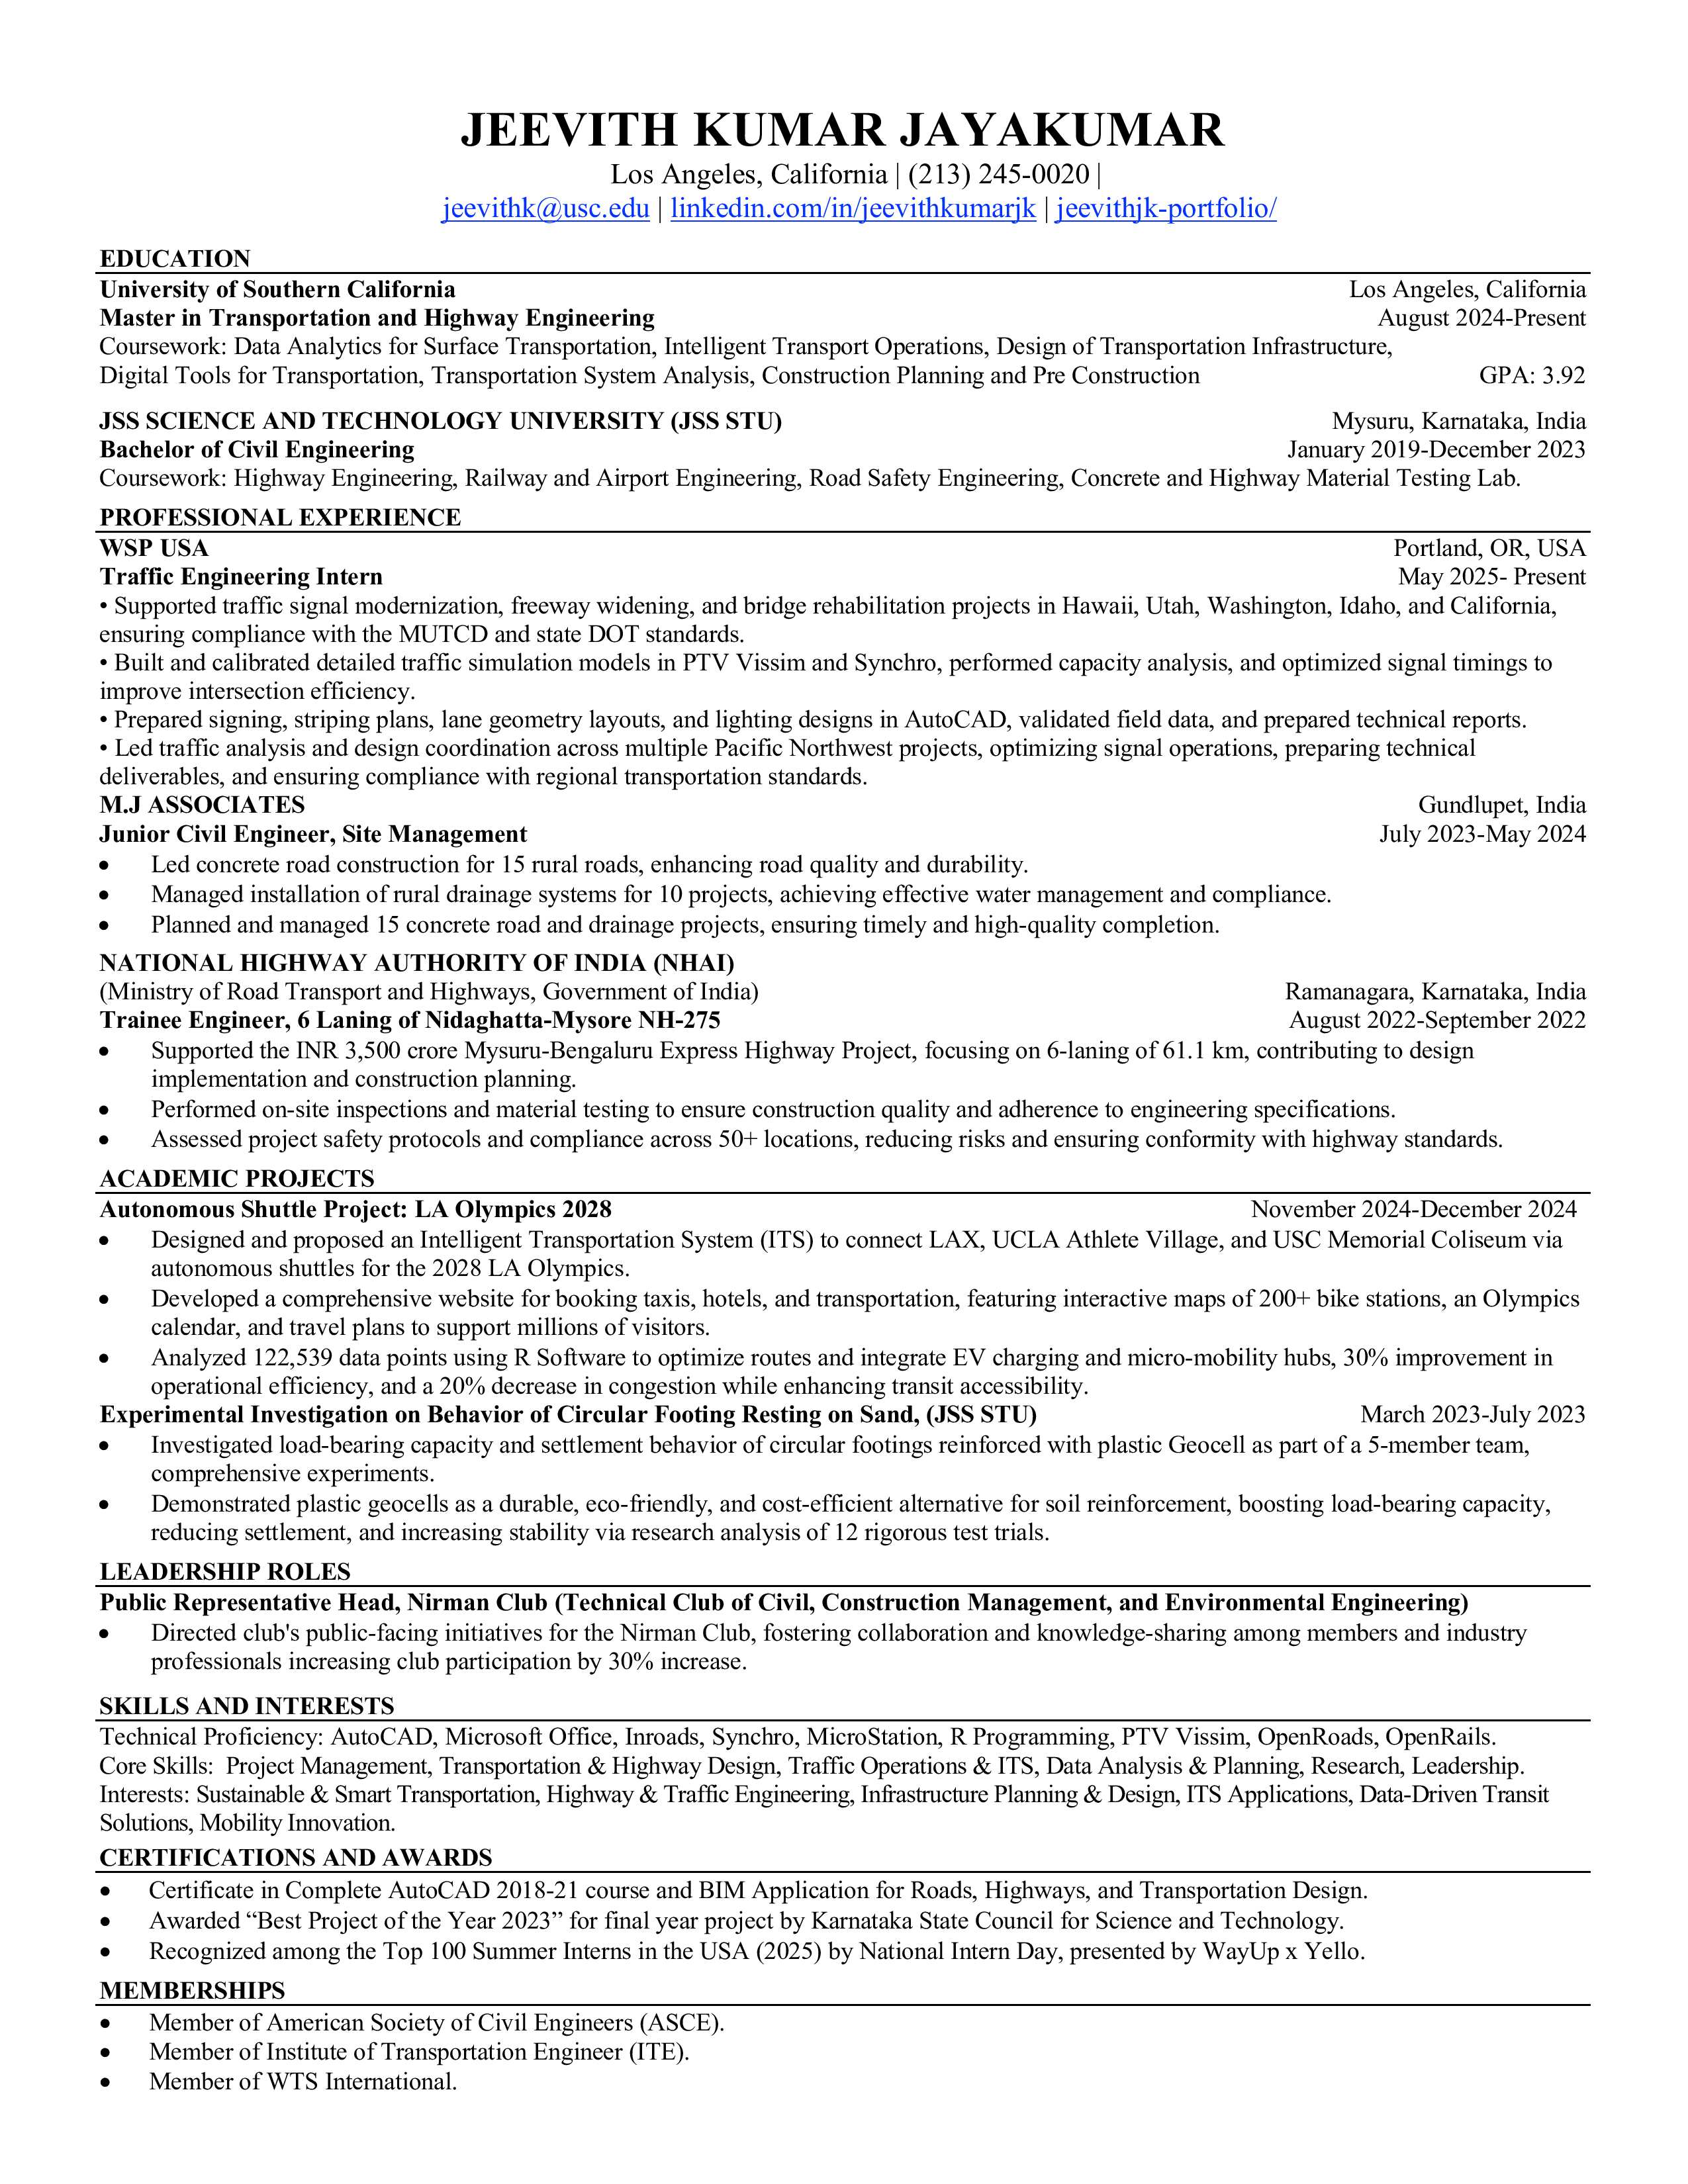 JEEVITH KUMAR JAYAKUMAR
Los Angeles, California | (213) 245-0020 |
jeevithk@usc.edu | linkedin.com/in/jeevithkumarjk | jeevithjk-portfolio/
EDUCATION
University of Southern California Los Angeles, California
Master in Transportation and Highway Engineering August 2024-Present
Coursework: Data Analytics for Surface Transportation, Intelligent Transport Operations, Design of Transportation Infrastructure,
Digital Tools for Transportation, Transportation System Analysis, Construction Planning and Pre Construction GPA: 3.92
JSS SCIENCE AND TECHNOLOGY UNIVERSITY (JSS STU) Mysuru, Karnataka, India
Bachelor of Civil Engineering January 2019-December 2023
Coursework: Highway Engineering, Railway and Airport Engineering, Road Safety Engineering, Concrete and Highway Material Testing Lab.
PROFESSIONAL EXPERIENCE
WSP USA Portland, OR, USA
Traffic Engineering Intern May 2025- Present
• Supported traffic signal modernization, freeway widening, and bridge rehabilitation projects in Hawaii, Utah, Washington, Idaho, and California,
ensuring compliance with the MUTCD and state DOT standards.
• Built and calibrated detailed traffic simulation models in PTV Vissim and Synchro, performed capacity analysis, and optimized signal timings to
improve intersection efficiency.
• Prepared signing, striping plans, lane geometry layouts, and lighting designs in AutoCAD, validated field data, and prepared technical reports.
• Led traffic analysis and design coordination across multiple Pacific Northwest projects, optimizing signal operations, preparing technical
deliverables, and ensuring compliance with regional transportation standards.
M.J ASSOCIATES Gundlupet, India
Junior Civil Engineer, Site Management July 2023-May 2024
• Led concrete road construction for 15 rural roads, enhancing road quality and durability.
• Managed installation of rural drainage systems for 10 projects, achieving effective water management and compliance.
• Planned and managed 15 concrete road and drainage projects, ensuring timely and high-quality completion.
NATIONAL HIGHWAY AUTHORITY OF INDIA (NHAI)
(Ministry of Road Transport and Highways, Government of India) Ramanagara, Karnataka, India
Trainee Engineer, 6 Laning of Nidaghatta-Mysore NH-275 August 2022-September 2022
• Supported the INR 3,500 crore Mysuru-Bengaluru Express Highway Project, focusing on 6-laning of 61.1 km, contributing to design
implementation and construction planning.
• Performed on-site inspections and material testing to ensure construction quality and adherence to engineering specifications.
• Assessed project safety protocols and compliance across 50+ locations, reducing risks and ensuring conformity with highway standards.
ACADEMIC PROJECTS
Autonomous Shuttle Project: LA Olympics 2028 November 2024-December 2024
• Designed and proposed an Intelligent Transportation System (ITS) to connect LAX, UCLA Athlete Village, and USC Memorial Coliseum via
autonomous shuttles for the 2028 LA Olympics.
• Developed a comprehensive website for booking taxis, hotels, and transportation, featuring interactive maps of 200+ bike stations, an Olympics
calendar, and travel plans to support millions of visitors.
• Analyzed 122,539 data points using R Software to optimize routes and integrate EV charging and micro-mobility hubs, 30% improvement in
operational efficiency, and a 20% decrease in congestion while enhancing transit accessibility.
Experimental Investigation on Behavior of Circular Footing Resting on Sand, (JSS STU) March 2023-July 2023
• Investigated load-bearing capacity and settlement behavior of circular footings reinforced with plastic Geocell as part of a 5-member team,
comprehensive experiments.
• Demonstrated plastic geocells as a durable, eco-friendly, and cost-efficient alternative for soil reinforcement, boosting load-bearing capacity,
reducing settlement, and increasing stability via research analysis of 12 rigorous test trials.
LEADERSHIP ROLES
Public Representative Head, Nirman Club (Technical Club of Civil, Construction Management, and Environmental Engineering)
• Directed club's public-facing initiatives for the Nirman Club, fostering collaboration and knowledge-sharing among members and industry
professionals increasing club participation by 30% increase.
SKILLS AND INTERESTS
Technical Proficiency: AutoCAD, Microsoft Office, Inroads, Synchro, MicroStation, R Programming, PTV Vissim, OpenRoads, OpenRails.
Core Skills: Project Management, Transportation & Highway Design, Traffic Operations & ITS, Data Analysis & Planning, Research, Leadership.
Interests: Sustainable & Smart Transportation, Highway & Traffic Engineering, Infrastructure Planning & Design, ITS Applications, Data-Driven Transit
Solutions, Mobility Innovation.
CERTIFICATIONS AND AWARDS
• Certificate in Complete AutoCAD 2018-21 course and BIM Application for Roads, Highways, and Transportation Design.
• Awarded “Best Project of the Year 2023” for final year project by Karnataka State Council for Science and Technology.
• Recognized among the Top 100 Summer Interns in the USA (2025) by National Intern Day, presented by WayUp x Yello.
MEMBERSHIPS
• Member of American Society of Civil Engineers (ASCE).
• Member of Institute of Transportation Engineer (ITE).
• Member of WTS International.